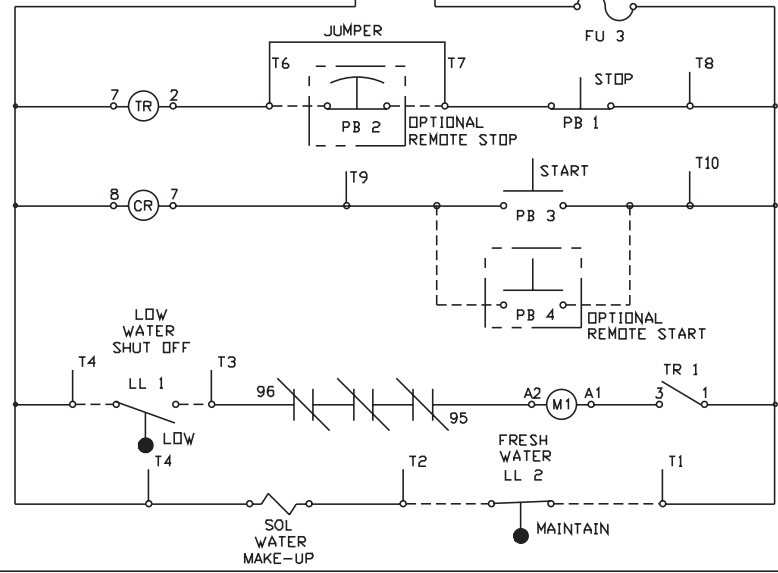 FU 3
JUMPER
T6
T7
STOP
T8
7
TR
2
PB 2
OPTIONAL
REMOTE STOP
PB 1
T9
START
T10
8
CR
7
PB 3
PB 4
OPTIONAL
REMOTE START
LOW
WATER
SHUT OFF
T4
LL 1
T3
TR 1
96
95
A2
M1
A1
3
1
LOW
T4
FRESH
WATER
LL 2
T2
T1
SOL
WATER
MAKE-UP
MAINTAIN